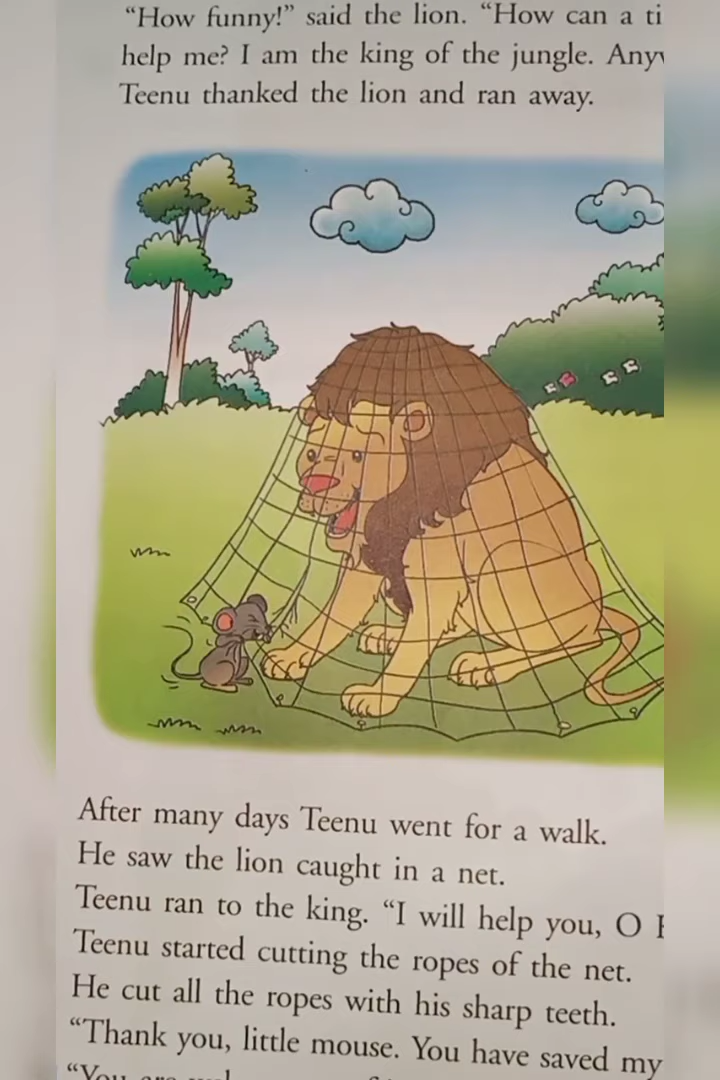 “How funny!” said the lion. “How can a
help me? I am the king of the jungle.
Teenu thanked the lion and ran away.
After many days Teenu went for a walk.
He saw the lion caught in a net.
Teenu ran to the king. “I will help you, O
Teenu started cutting the ropes of the net.
He cut all the ropes with his sharp teeth.
“Thank you, little mouse. You have saved my
“You are